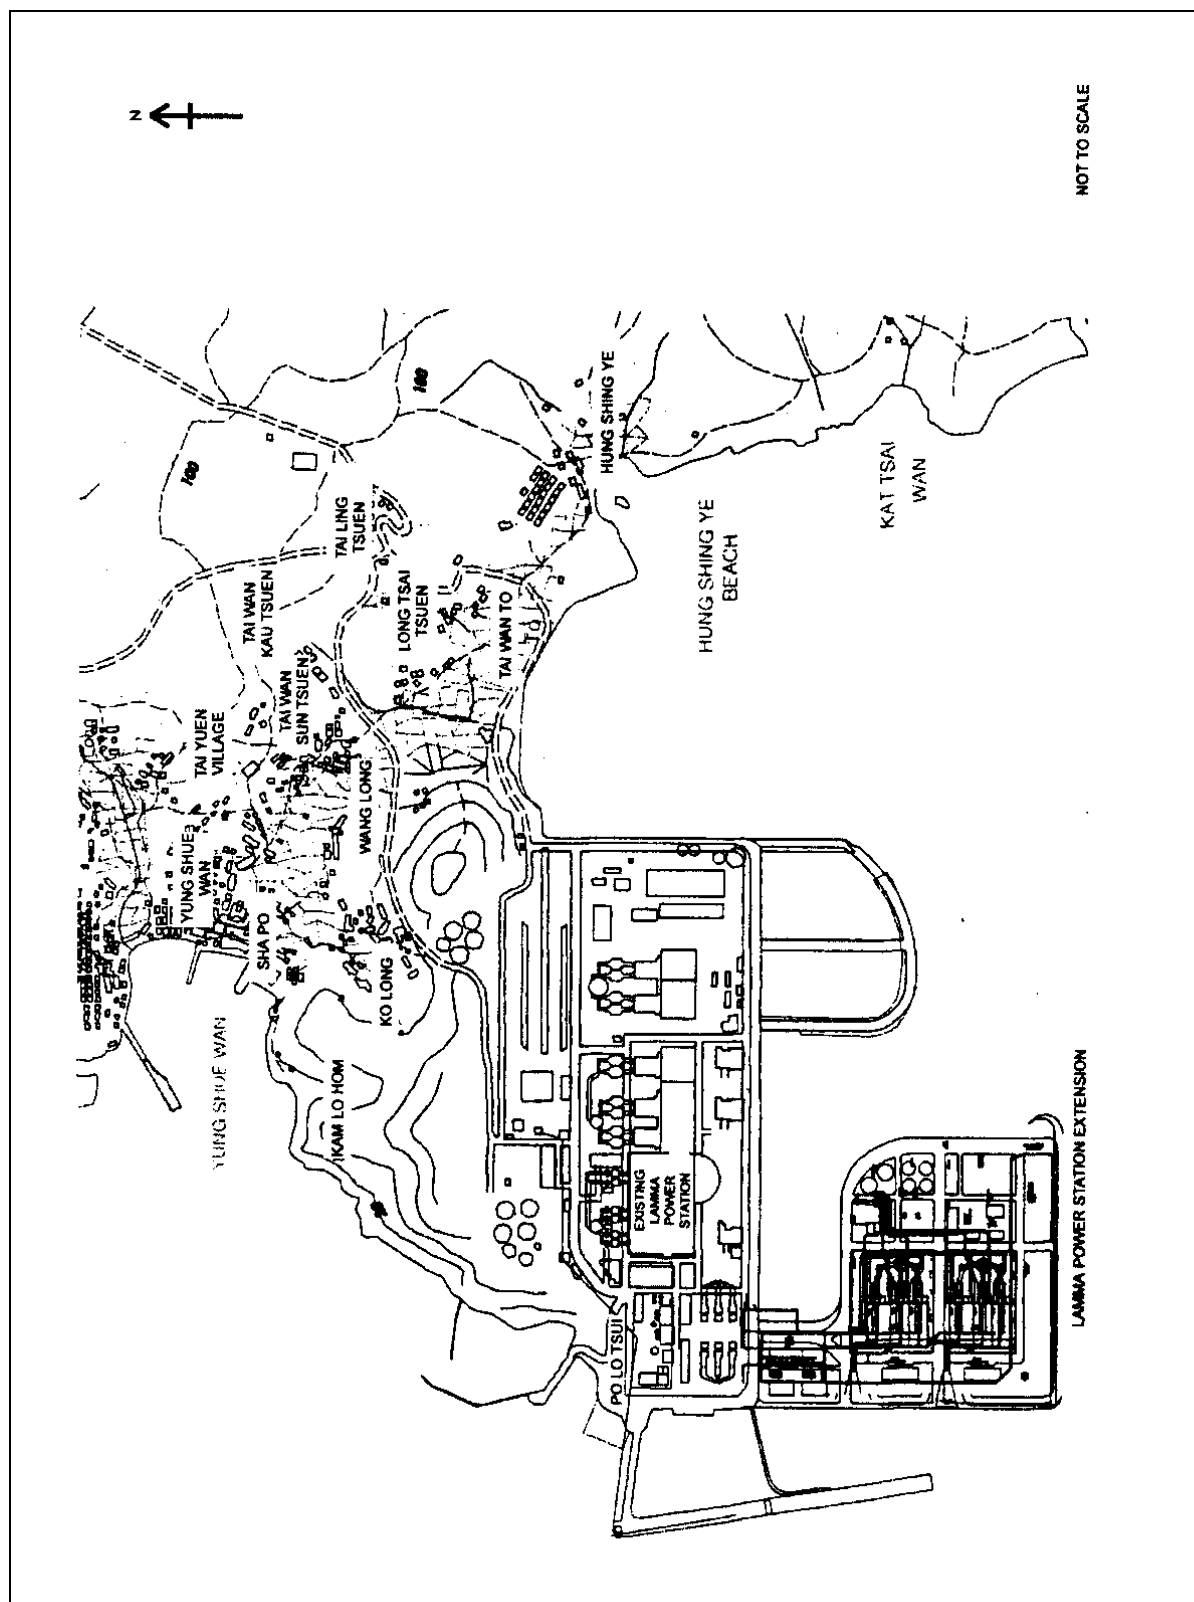 N
NOT TO SCALE
100
100
HUNG SHING YE
TAI LING
TSUEN
KAT TSAI
WAN
TAI WAN
KAU TSUEN
LONG TSAI
TSUEN
TAI WAN TO
HUNG SHING YE
BEACH
TAI YUEN
VILLAGE
TAI WAN
SUN TSUEN
WANG LONG
YUNG SHUE
WAN
SHA PO
KO LONG
YUNG SHUE WAN
KAM LO HOM
EXISTING
LAMMA
POWER
STATION
PO LO TSUI
LAMMA POWER STATION EXTENSION